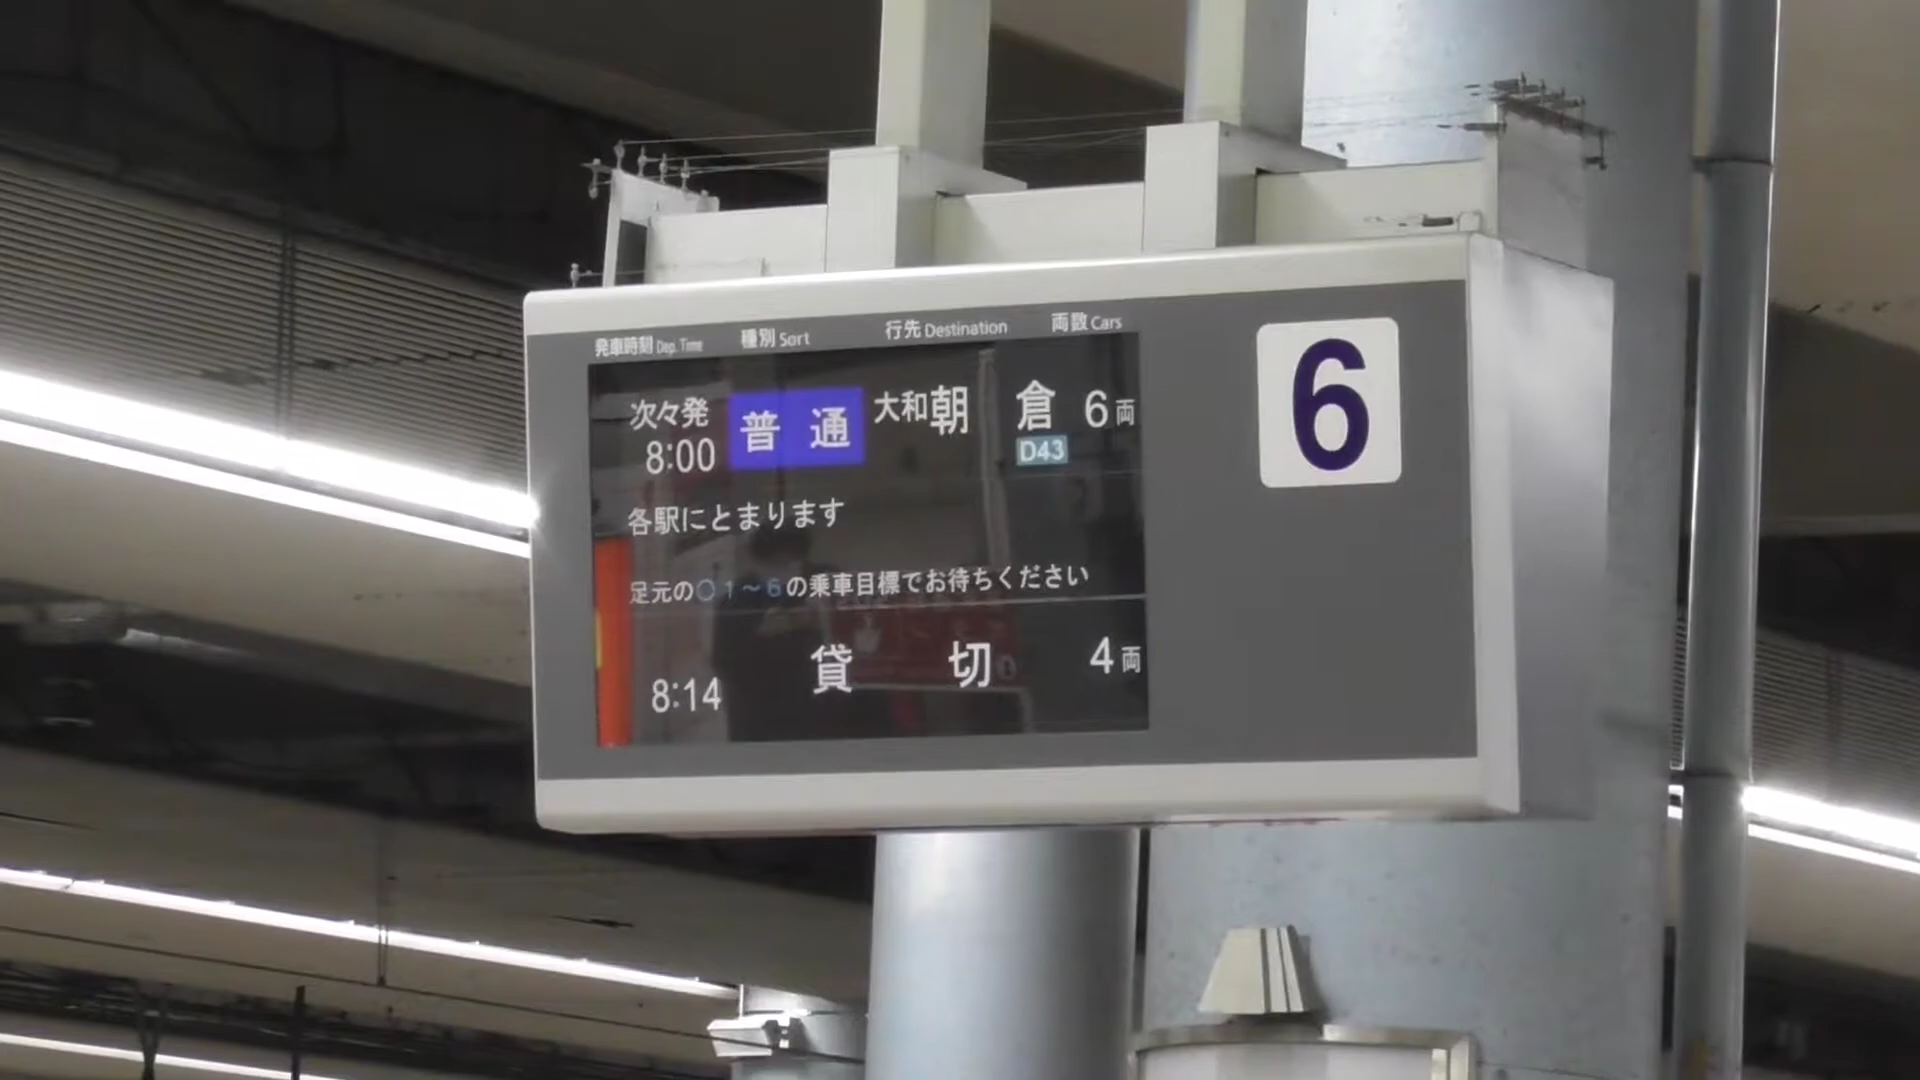 発車時刻 Dep. Time 種別 Sort 行先 Destination 両数 Cars
次々発 8:00 普通 大和朝倉 6両
D43
各駅にとまります
足元の○1～6の乗車目標でお待ちください
8:14 貸切 4両
6